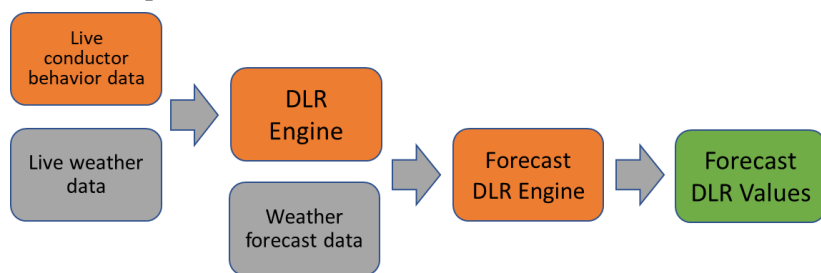 Live
conductor
behavior data
Live weather
data
DLR
Engine
Weather
forecast data
Forecast
DLR Engine
Forecast
DLR Values